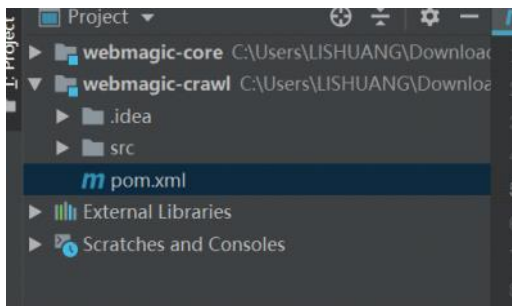 Project
1: Project
webmagic-core C:\Users\LISHUANG\Downloac
webmagic-crawl C:\Users\LISHUANG\Downloa
.idea
src
m pom.xml
External Libraries
Scratches and Consoles